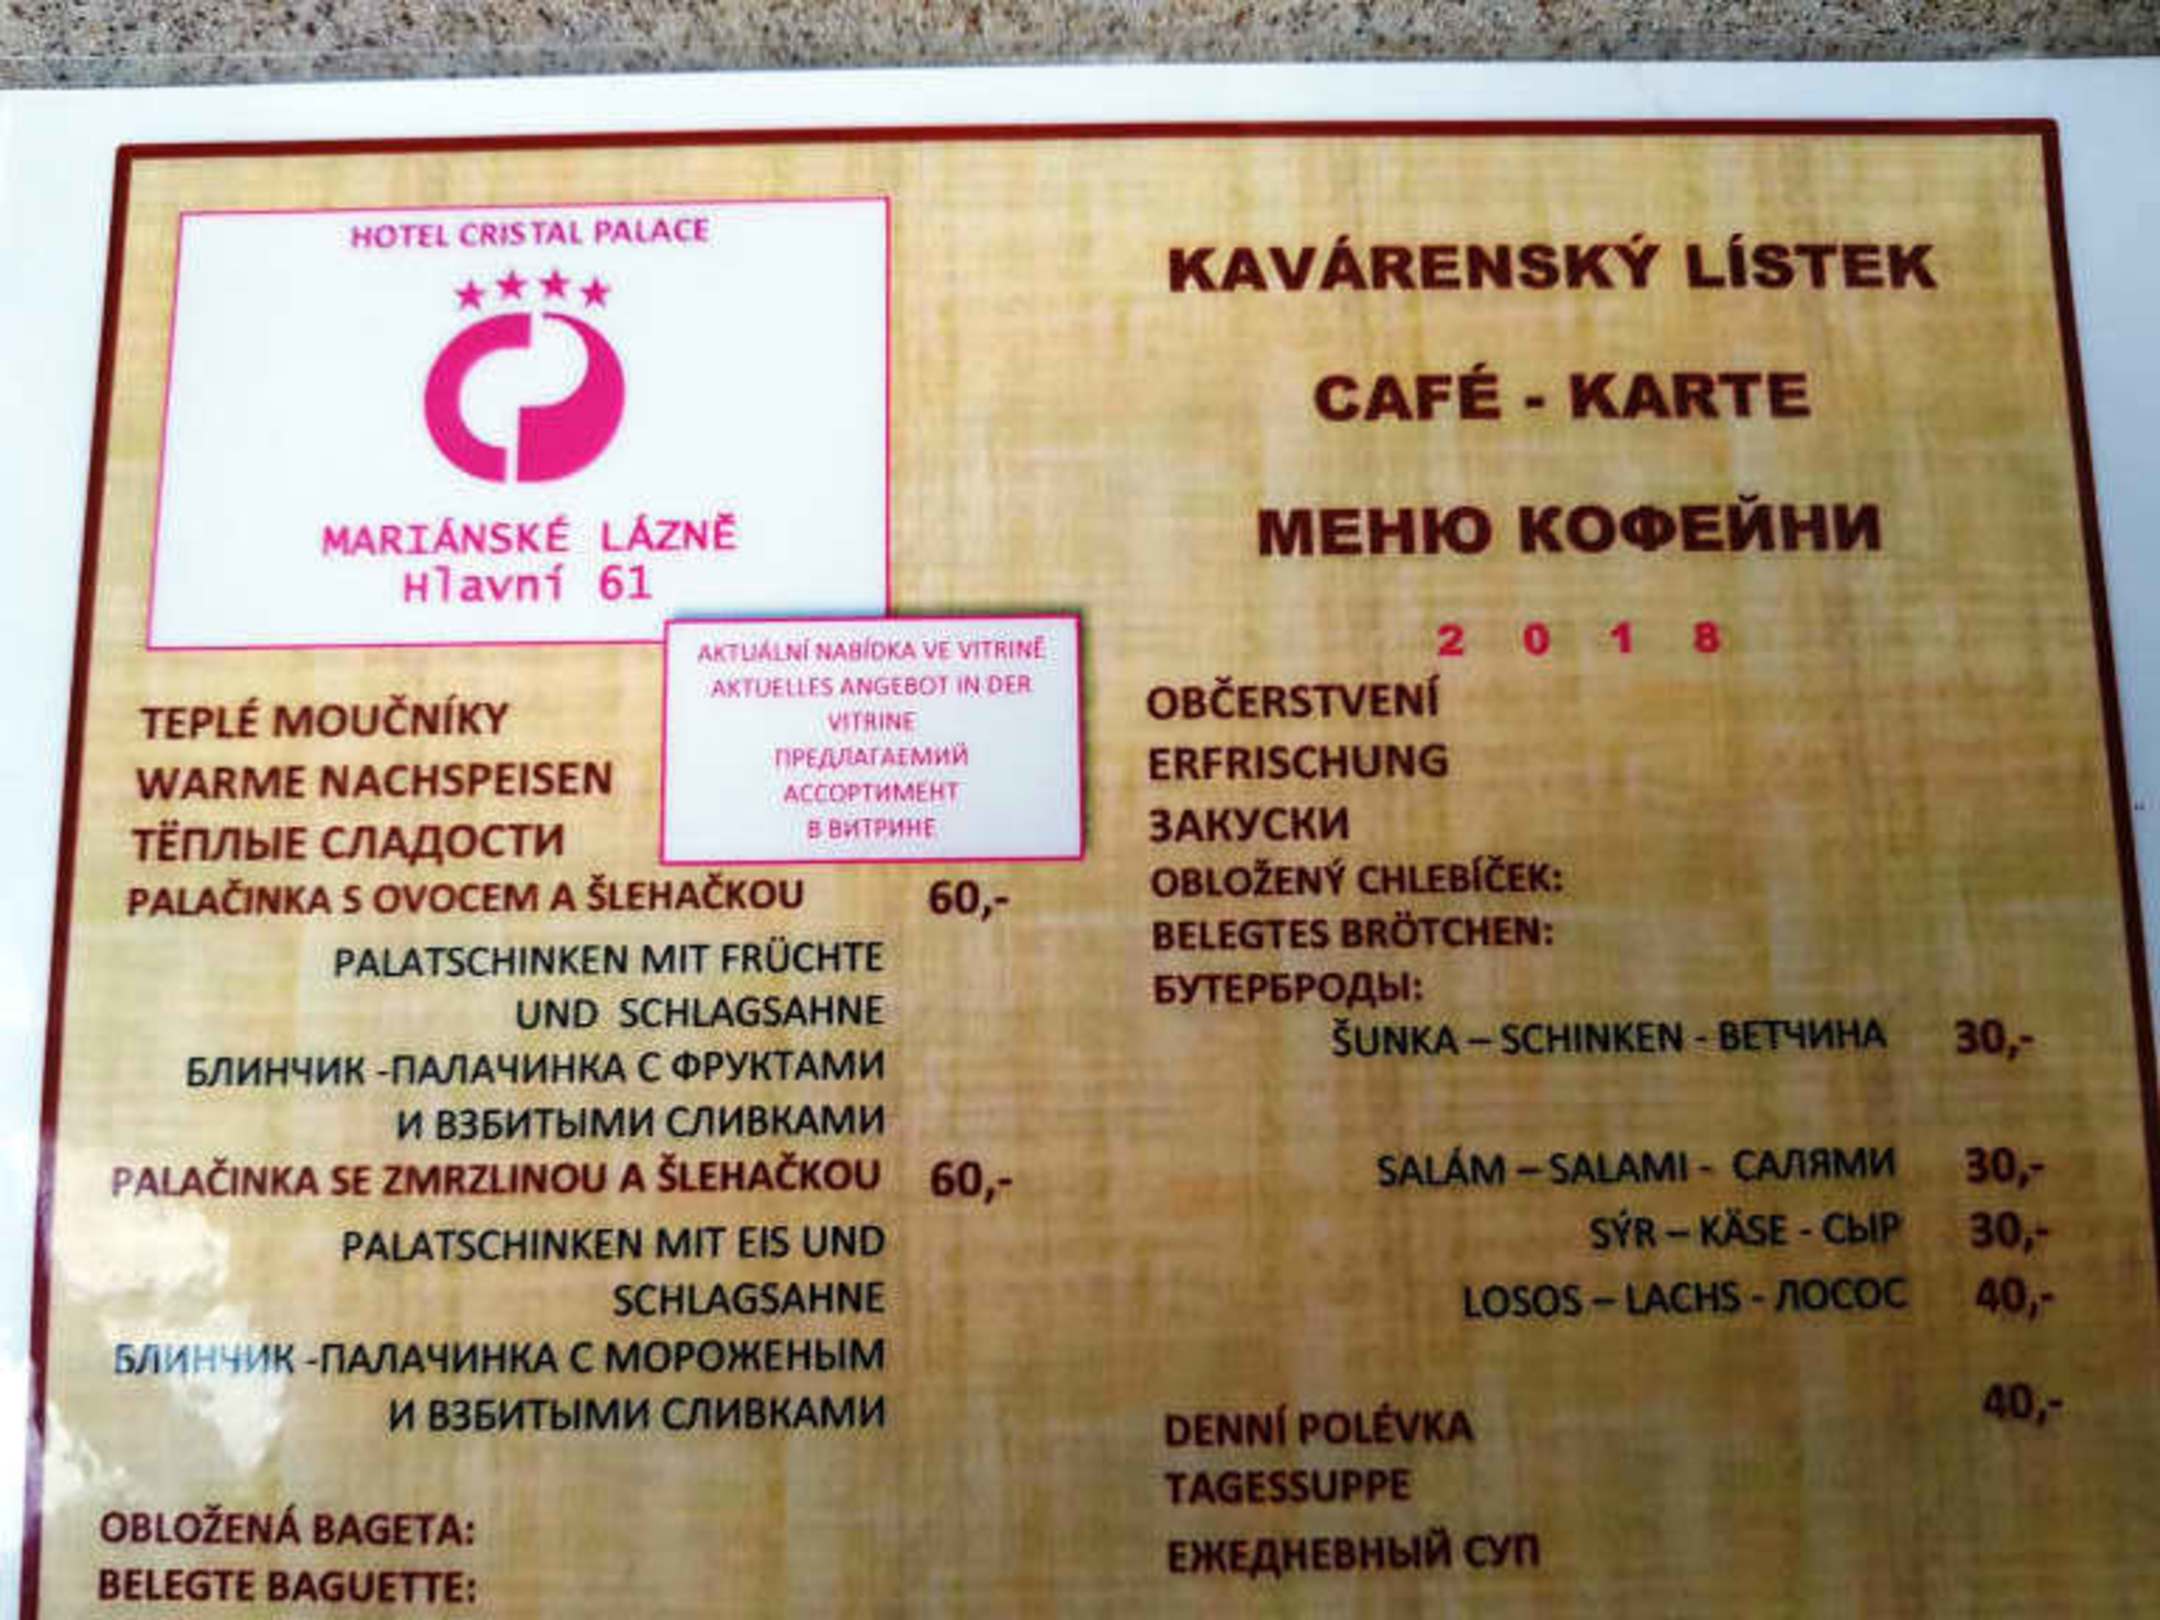 HOTEL CRISTAL PALACE
MARIÁNSKÉ LÁZNĚ
Hlavní 61
AKTUÁLNÍ NABÍDKA VE VITRINĚ
AKTUELLES ANGEBOT IN DER
VITRINE
ПРЕДЛАГАЕМИЙ
АССОРТИМЕНТ
В ВИТРИНЕ
TEPLÉ MOUČNÍKY
WARME NACHSPEISEN
ТЁПЛЫЕ СЛАДОСТИ
PALAČINKA S OVOCEM A ŠLEHAČKOU 60,-
PALATSCHINKEN MIT FRÜCHTE
UND SCHLAGSAHNE
БЛИНЧИК -ПАЛАЧИНКА С ФРУКТАМИ
И ВЗБИТЫМИ СЛИВКАМИ
PALAČINKA SE ZMRZLINOU A ŠLEHAČKOU 60,-
PALATSCHINKEN MIT EIS UND
SCHLAGSAHNE
БЛИНЧИК -ПАЛАЧИНКА С МОРОЖЕНЫМ
И ВЗБИТЫМИ СЛИВКАМИ
OBLOŽENÁ BAGETA:
BELEGTE BAGUETTE:
KAVÁRENSKÝ LÍSTEK
CAFÉ - KARTE
МЕНЮ КОФЕЙНИ
2 0 1 8
OBČERSTVENÍ
ERFRISCHUNG
ЗАКУСКИ
OBLOŽENÝ CHLEBÍČEK:
BELEGTES BRÖTCHEN:
БУТЕРБРОДЫ:
ŠUNKA – SCHINKEN - ВЕТЧИНА 30,-
SALÁM – SALAMI - САЛЯМИ 30,-
SÝR – KÄSE - СЫР 30,-
LOSOS – LACHS - ЛОСОС 40,-
DENNÍ POLÉVKA 40,-
TAGESSUPPE
ЕЖЕДНЕВНЫЙ СУП